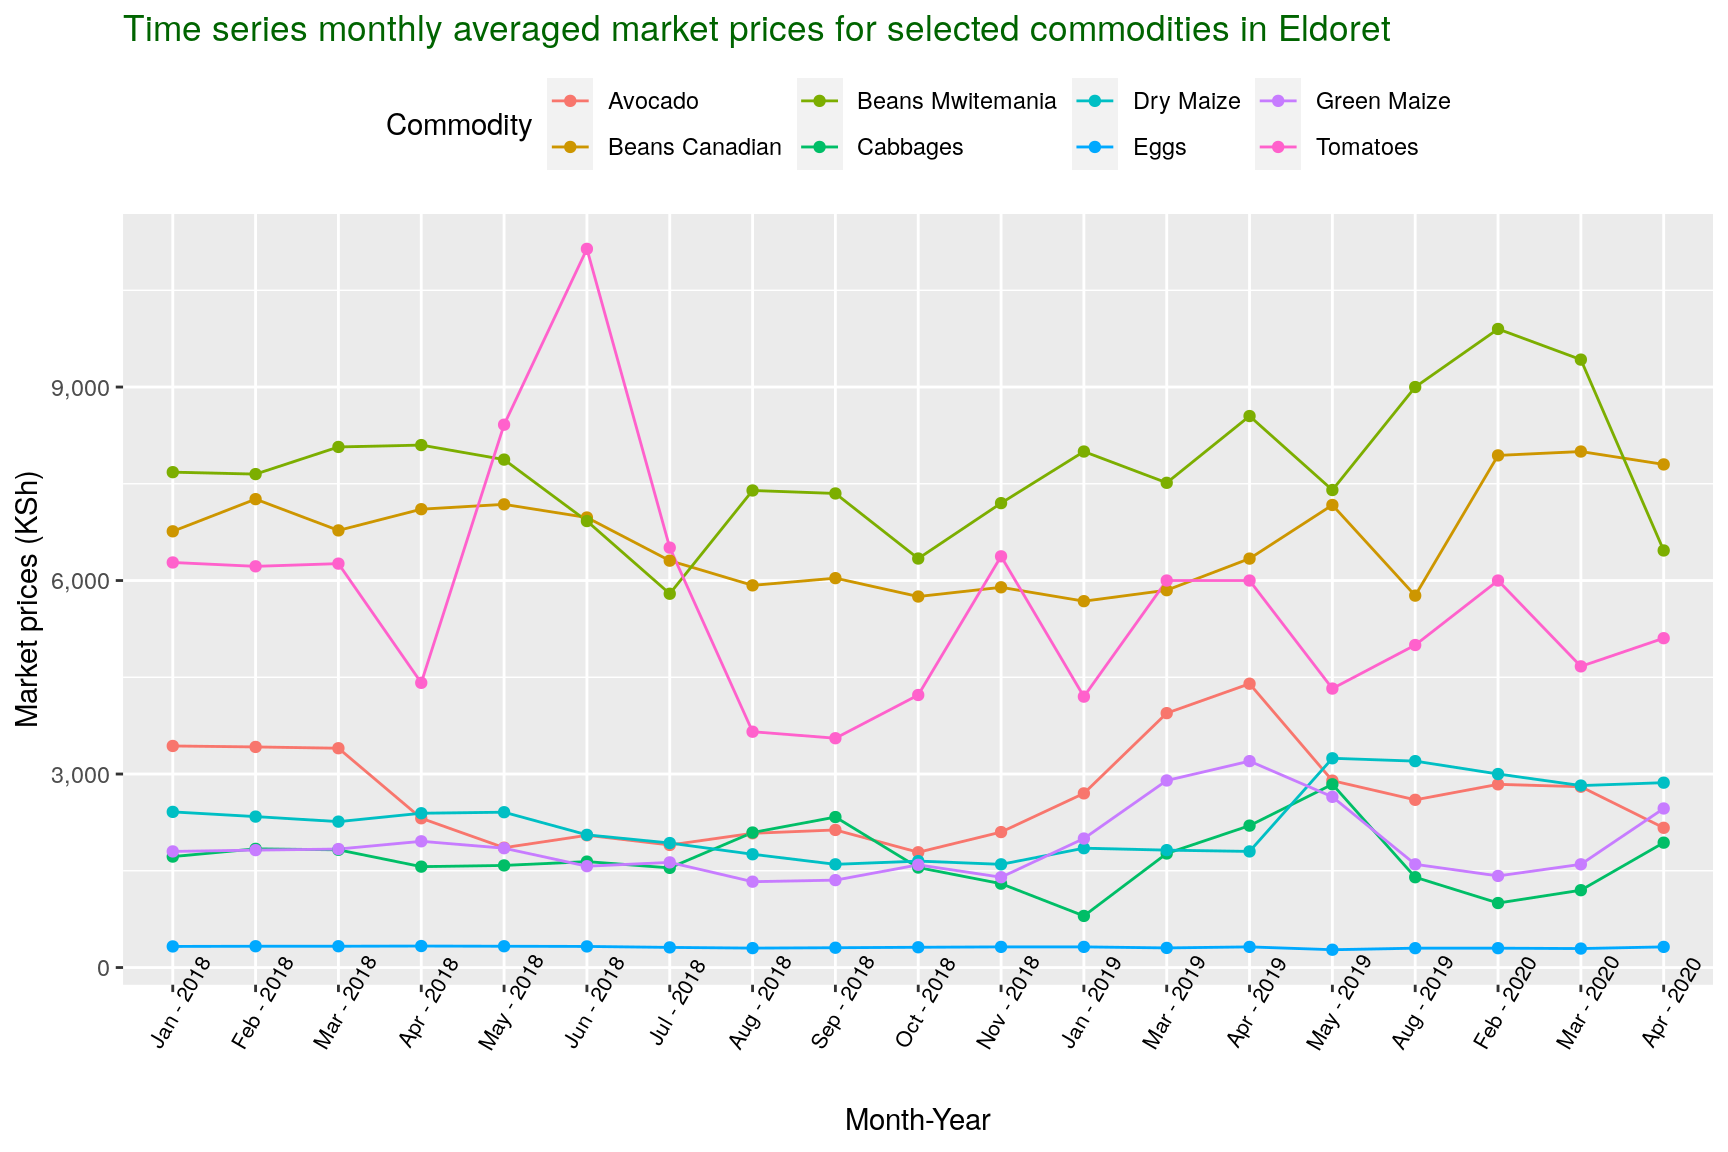 Time series monthly averaged market prices for selected commodities in Eldoret
Commodity
Avocado
Beans Mwitemania
Dry Maize
Green Maize
Beans Canadian
Cabbages
Eggs
Tomatoes
Market prices (KSh)
9,000
6,000
3,000
0
Jan - 2018
Feb - 2018
Mar - 2018
Apr - 2018
May - 2018
Jun - 2018
Jul - 2018
Aug - 2018
Sep - 2018
Oct - 2018
Nov - 2018
Jan - 2019
Mar - 2019
Apr - 2019
May - 2019
Aug - 2019
Feb - 2020
Mar - 2020
Apr - 2020
Month-Year